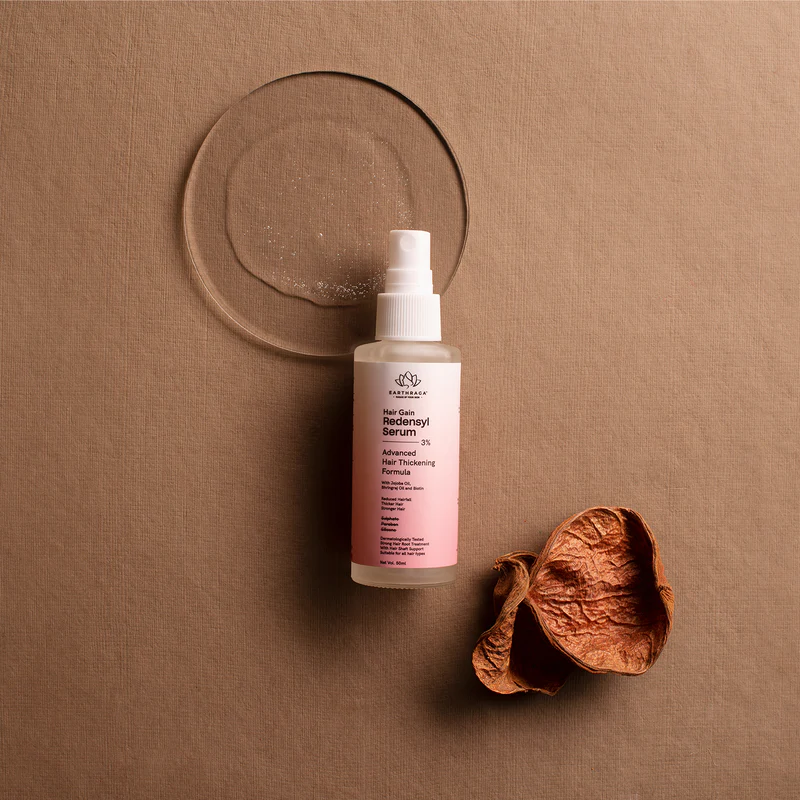 EARTHRAGA
Hair Gain
Redensyl
Serum
3%
Advanced
Hair Thickening
Formula
With Jojoba Oil,
Bhringraj Oil and Biotin
Reduced Hairfall
Thicker Hair
Stronger Hair
Sulphate
Paraben
Silicone
Dermatologically Tested
Strong Hair Root Treatment
With Hair Shaft Support
Suitable for all hair types
Net Vol. 50ml